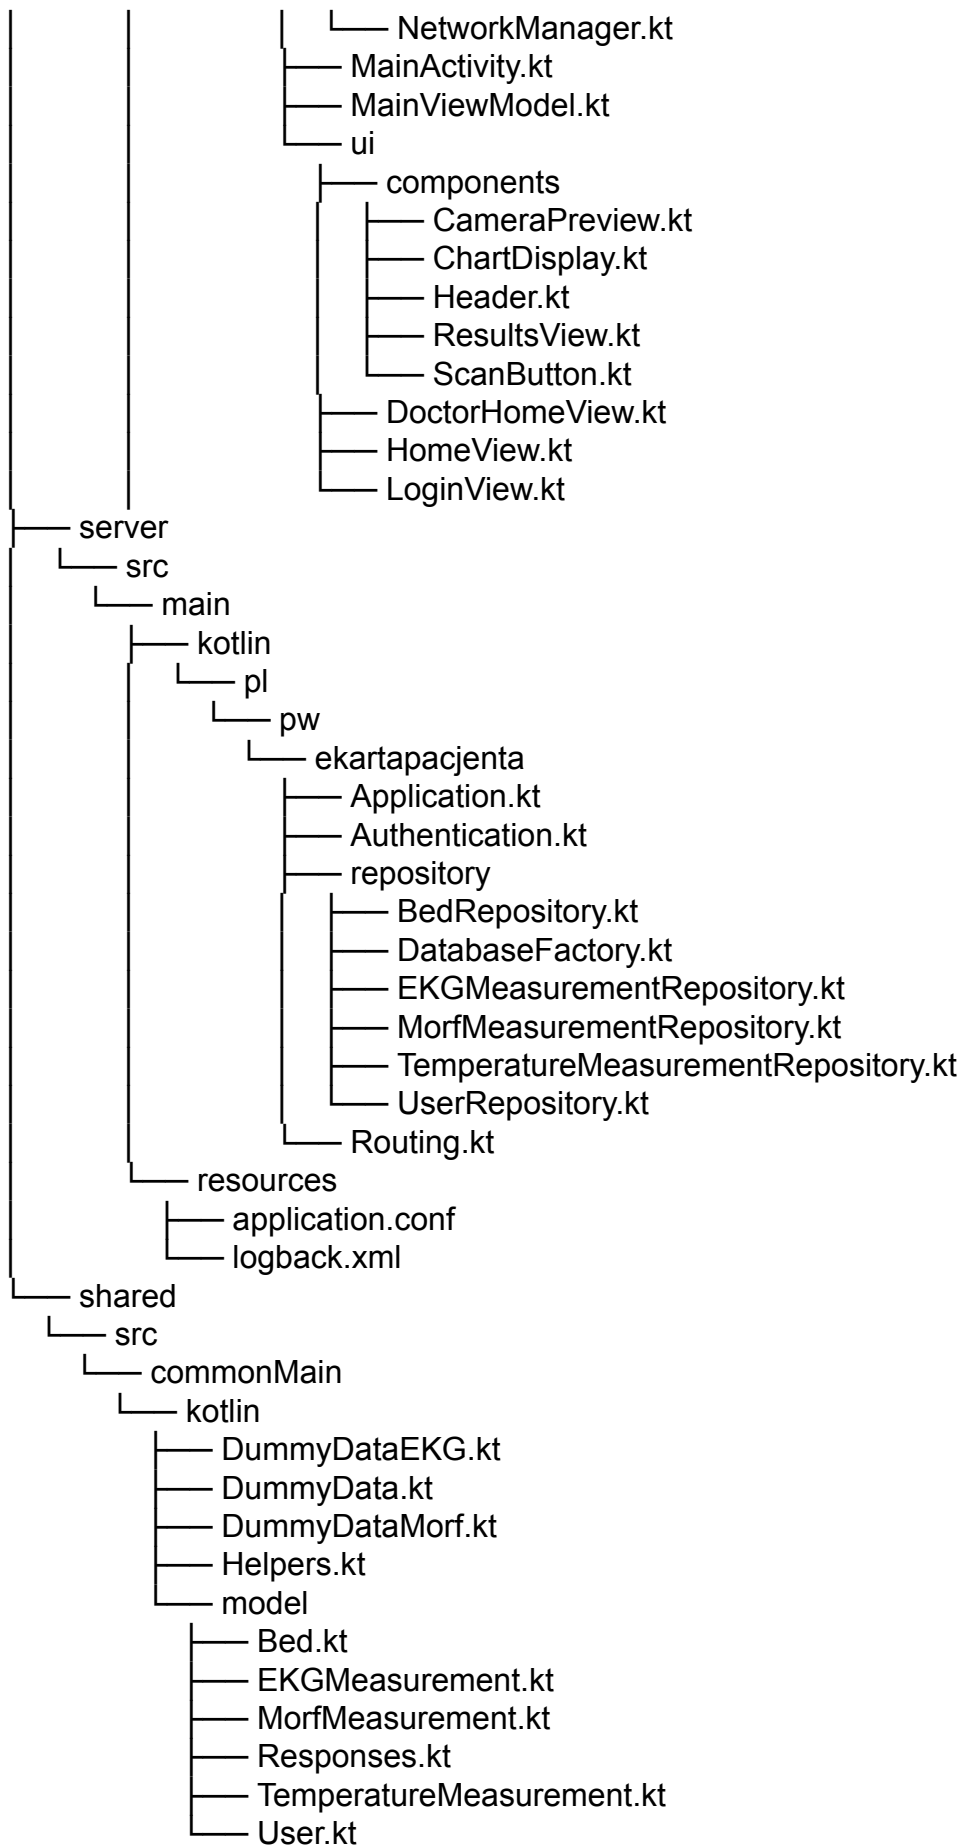 NetworkManager.kt
MainActivity.kt
MainViewModel.kt
ui
components
CameraPreview.kt
ChartDisplay.kt
Header.kt
ResultsView.kt
ScanButton.kt
DoctorHomeView.kt
HomeView.kt
LoginView.kt
server
src
main
kotlin
pl
pw
ekartapacjenta
Application.kt
Authentication.kt
repository
BedRepository.kt
DatabaseFactory.kt
EKGMeasurementRepository.kt
MorfMeasurementRepository.kt
TemperatureMeasurementRepository.kt
UserRepository.kt
Routing.kt
resources
application.conf
logback.xml
shared
src
commonMain
kotlin
DummyDataEKG.kt
DummyData.kt
DummyDataMorf.kt
Helpers.kt
model
Bed.kt
EKGMeasurement.kt
MorfMeasurement.kt
Responses.kt
TemperatureMeasurement.kt
User.kt